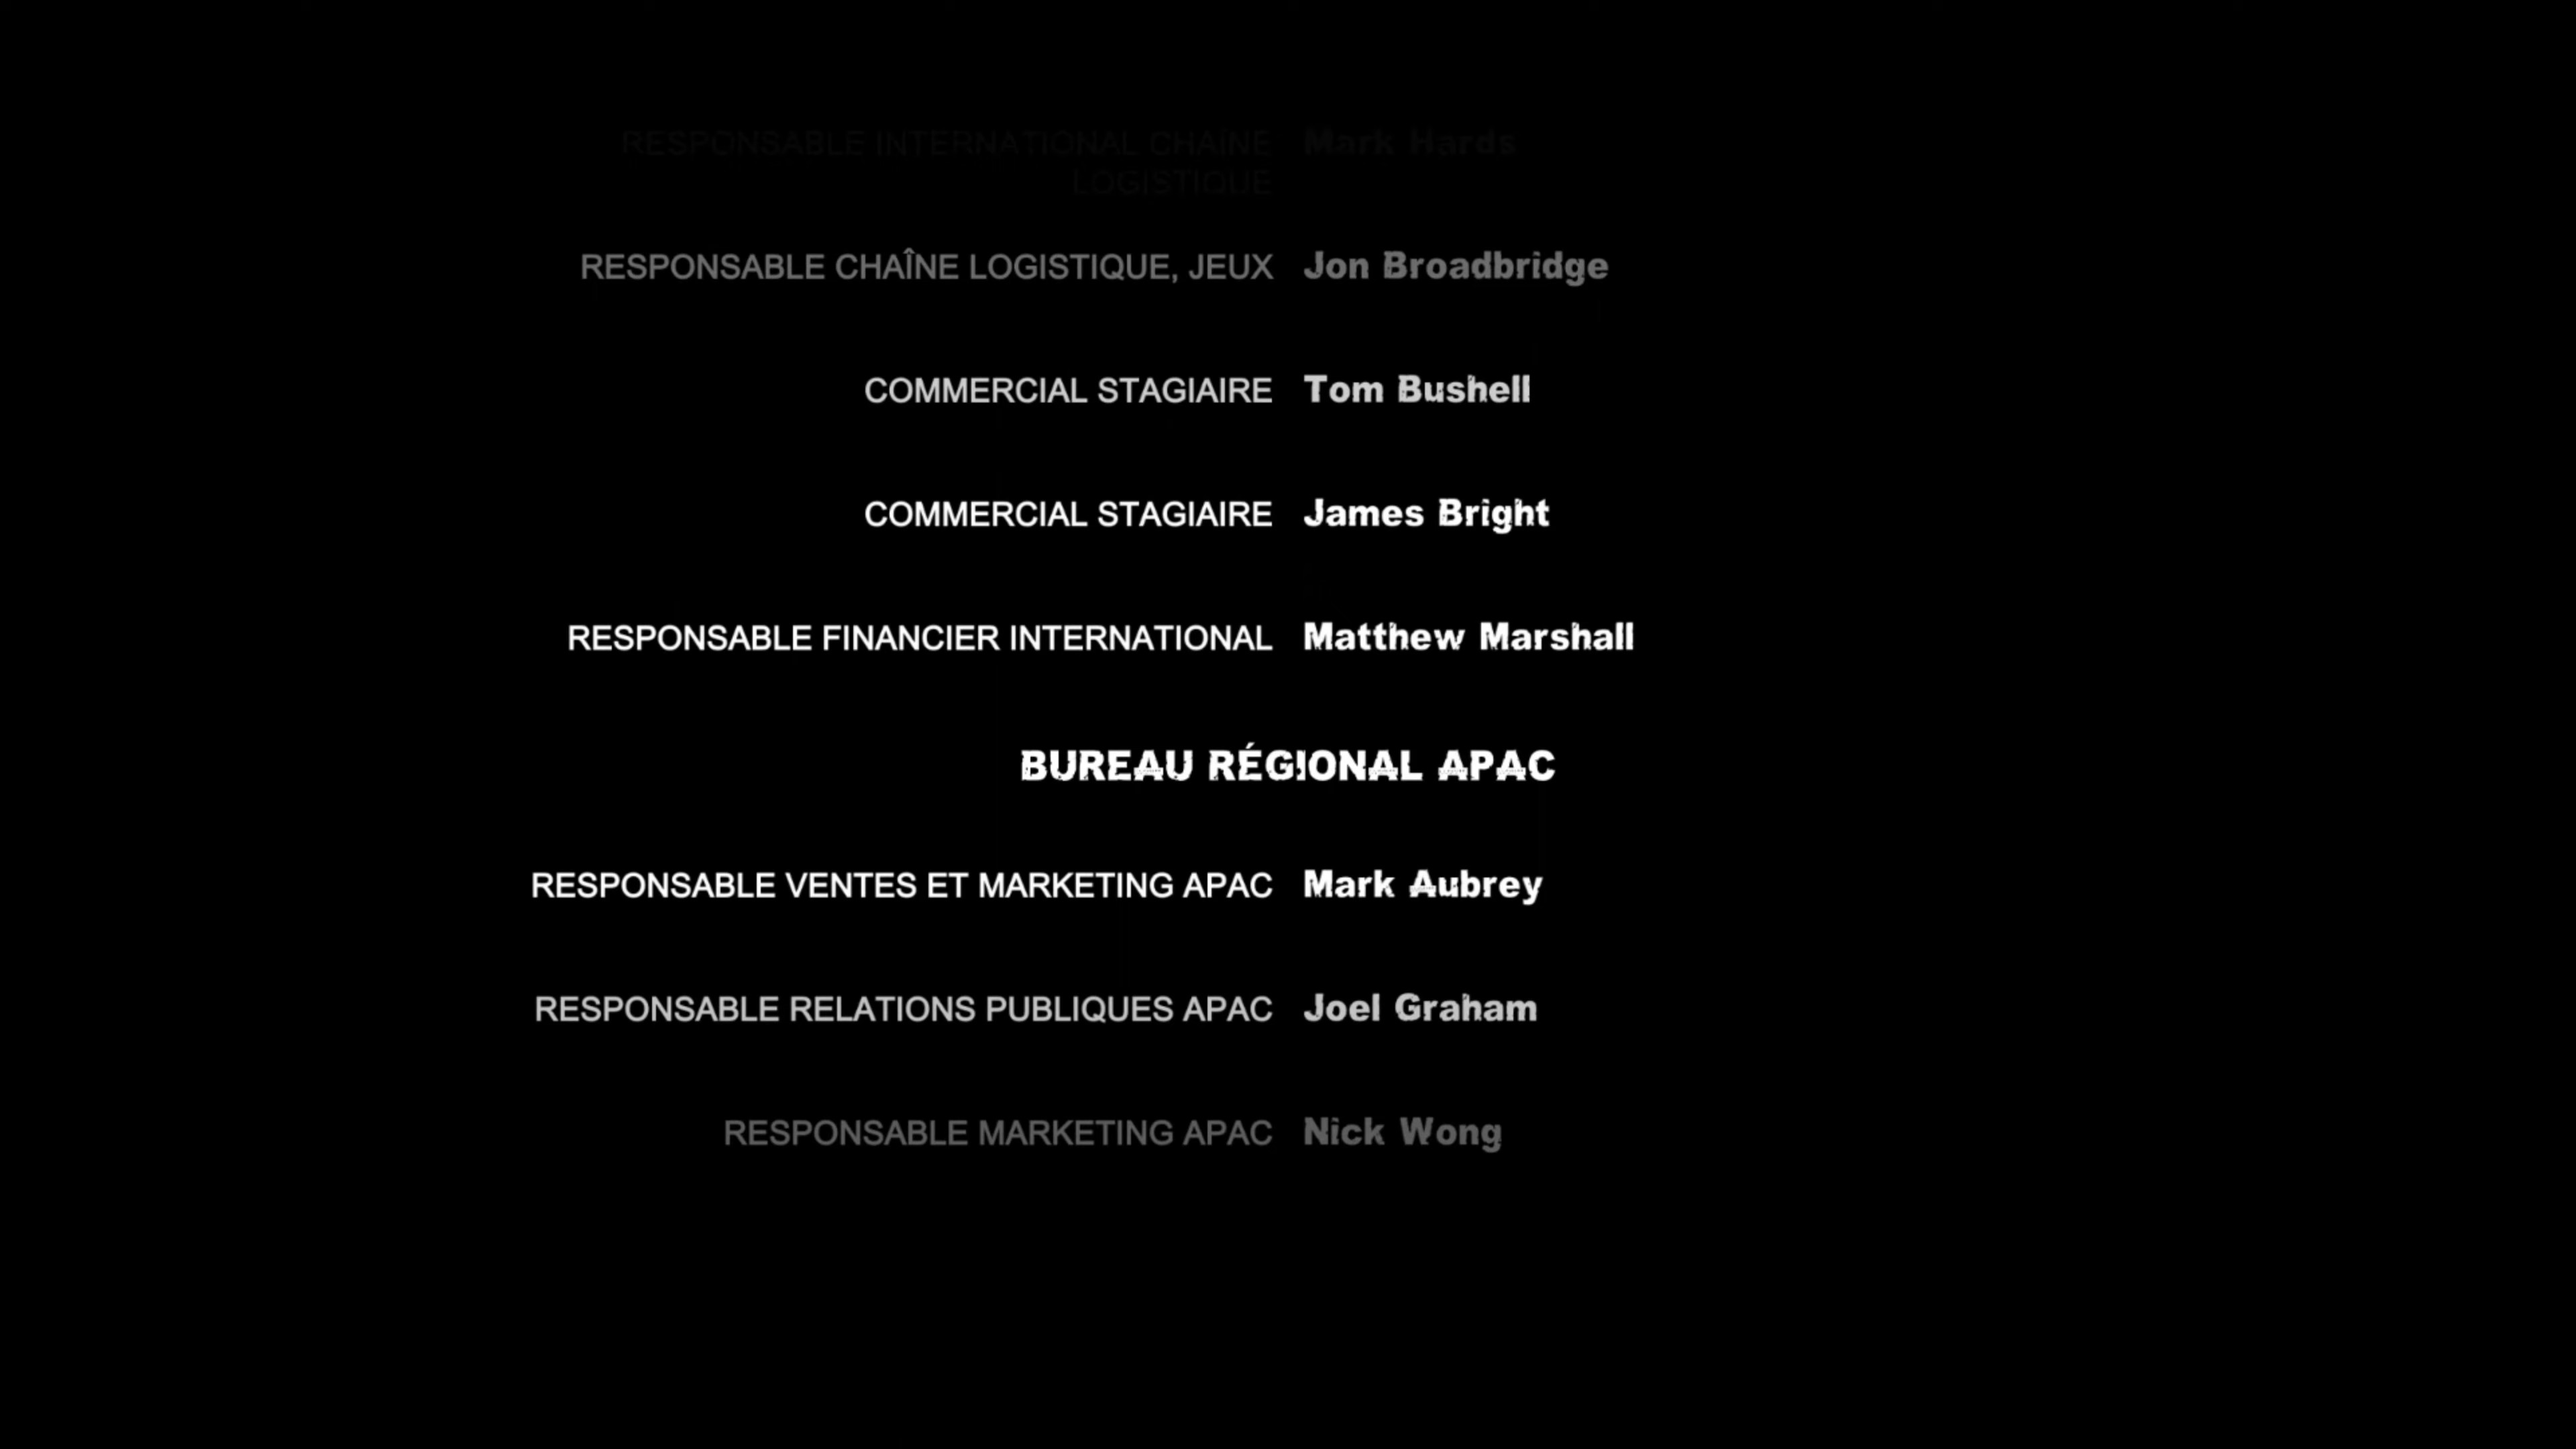 RESPONSABLE INTERNATIONAL CHAÎNE LOGISTIQUE Mark Hards
RESPONSABLE CHAÎNE LOGISTIQUE, JEUX Jon Broadbridge
COMMERCIAL STAGIAIRE Tom Bushell
COMMERCIAL STAGIAIRE James Bright
RESPONSABLE FINANCIER INTERNATIONAL Matthew Marshall
BUREAU RÉGIONAL APAC
RESPONSABLE VENTES ET MARKETING APAC Mark Aubrey
RESPONSABLE RELATIONS PUBLIQUES APAC Joel Graham
RESPONSABLE MARKETING APAC Nick Wong